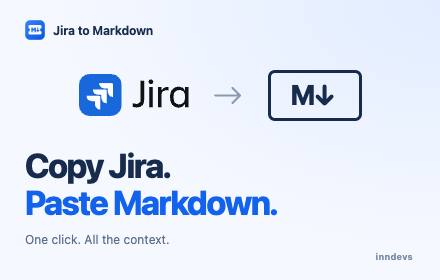 Jira to Markdown
Jira → M↓
Copy Jira.
Paste Markdown.
One click. All the context.
inndevs